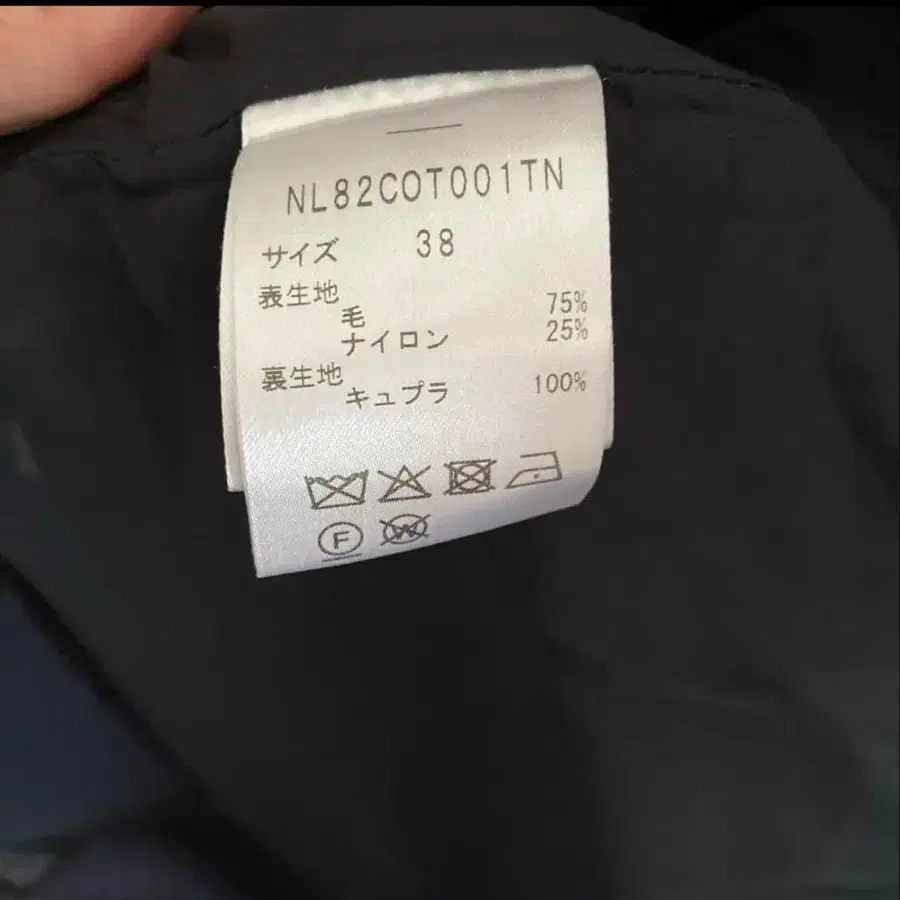 NL82COT001TN
サイズ 38
表生地
毛 75%
ナイロン 25%
裏生地
キュプラ 100%
F W